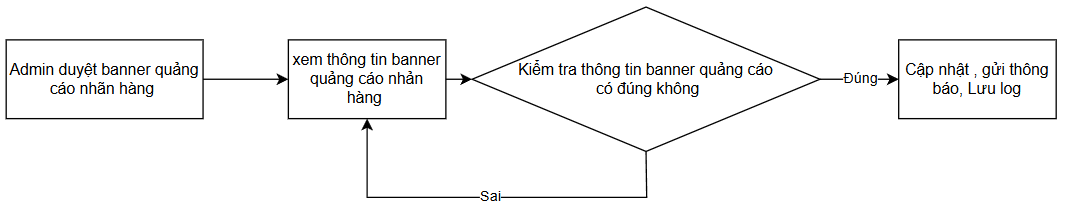 Admin duyệt banner quảng
cáo nhãn hàng
xem thông tin banner
quảng cáo nhản
hàng
Kiểm tra thông tin banner quảng cáo
có đúng không
Đúng
Cập nhật , gửi thông
báo, Lưu log
Sai